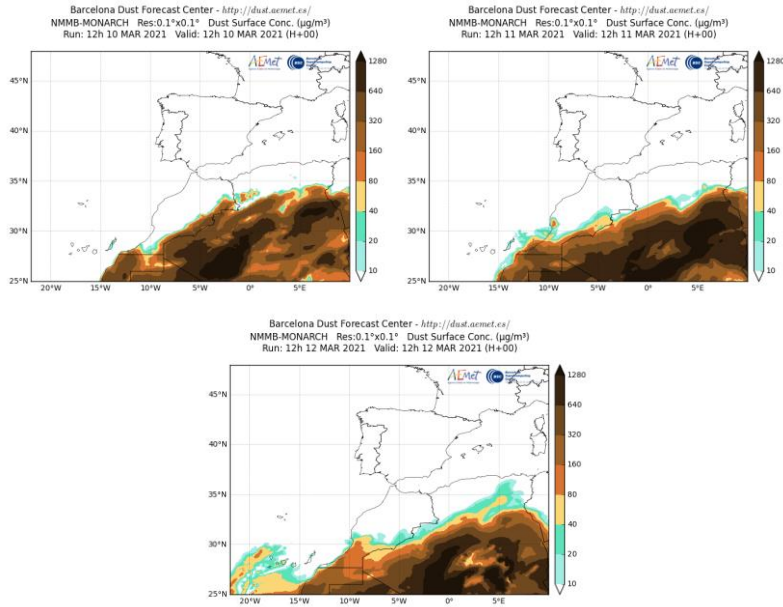 Barcelona Dust Forecast Center - http://dust.aemet.es/
NMMB-MONARCH Res:0.1°x0.1° Dust Surface Conc. (µg/m³)
Run: 12h 10 MAR 2021 Valid: 12h 10 MAR 2021 (H+00)
AEMet
BSC
45°N
40°N
35°N
30°N
25°N
20°W
15°W
10°W
5°W
0°
5°E
1280
640
320
160
80
40
20
10
Barcelona Dust Forecast Center - http://dust.aemet.es/
NMMB-MONARCH Res:0.1°x0.1° Dust Surface Conc. (µg/m³)
Run: 12h 11 MAR 2021 Valid: 12h 11 MAR 2021 (H+00)
AEMet
BSC
45°N
40°N
35°N
30°N
25°N
20°W
15°W
10°W
5°W
0°
5°E
1280
640
320
160
80
40
20
10
Barcelona Dust Forecast Center - http://dust.aemet.es/
NMMB-MONARCH Res:0.1°x0.1° Dust Surface Conc. (µg/m³)
Run: 12h 12 MAR 2021 Valid: 12h 12 MAR 2021 (H+00)
AEMet
BSC
45°N
40°N
35°N
30°N
25°N
20°W
15°W
10°W
5°W
0°
5°E
1280
640
320
160
80
40
20
10